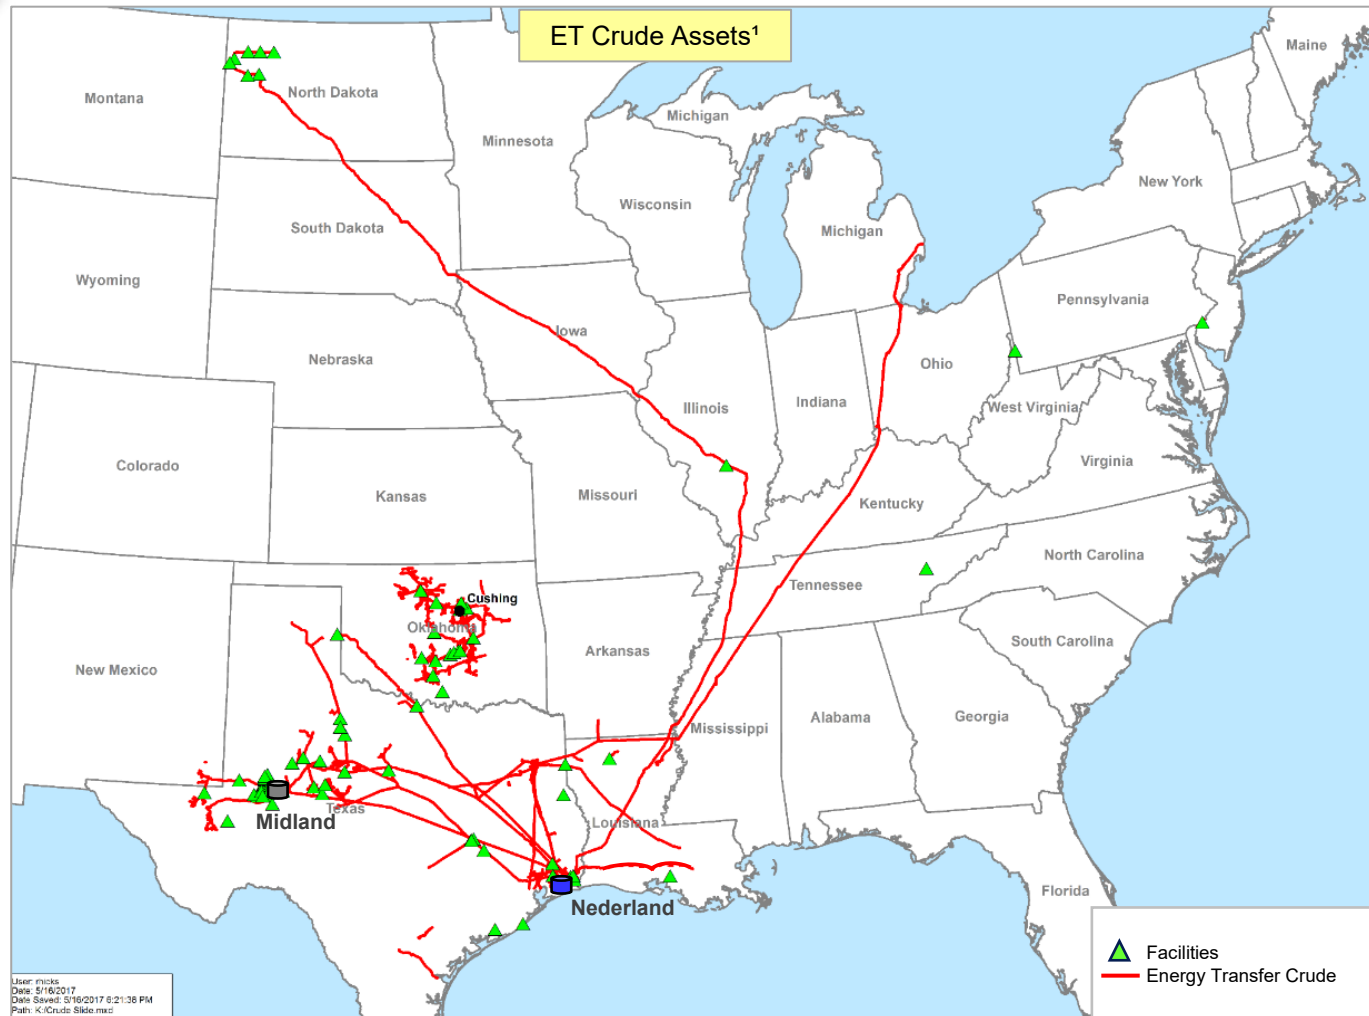 ET Crude Assets¹
Maine
Montana
North Dakota
Michigan
Minnesota
New York
Wisconsin
South Dakota
Michigan
Wyoming
Pennsylvania
Iowa
Nebraska
Ohio
Illinois
Indiana
West Virginia
Colorado
Virginia
Kansas
Missouri
Kentucky
North Carolina
Tennessee
Cushing
Oklahoma
South Carolina
Arkansas
New Mexico
Mississippi
Alabama
Georgia
Texas
Midland
Louisiana
Florida
Nederland
Facilities
Energy Transfer Crude
User: rhicks
Date: 5/16/2017
Date Saved: 5/16/2017 6:21:38 PM
Path: K:/Crude Slide.mxd